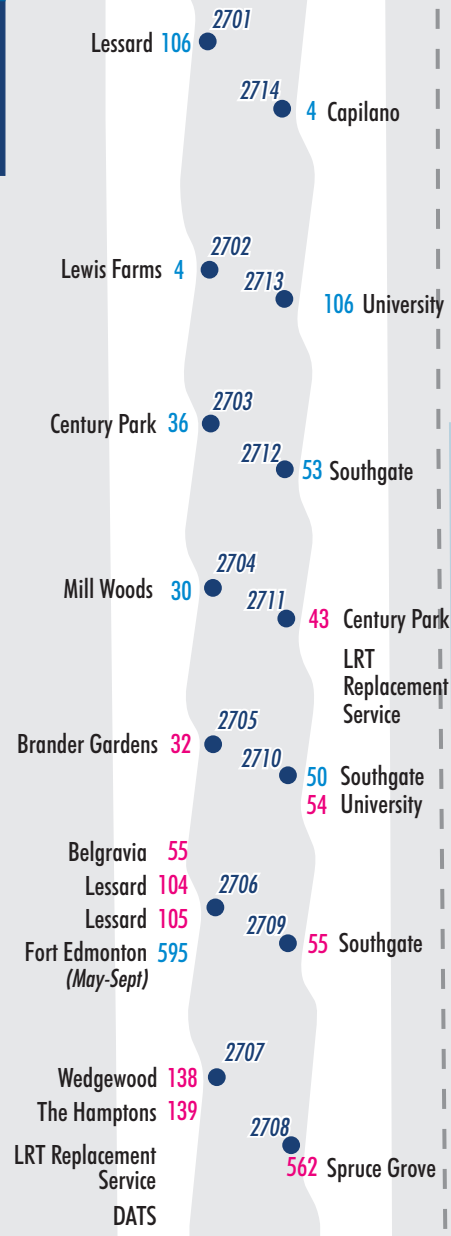 2701
Lessard 106
2714
4 Capilano
2702
Lewis Farms 4
2713
106 University
2703
Century Park 36
2712
53 Southgate
2704
Mill Woods 30
2711
43 Century Park
LRT
Replacement
Service
2705
Brander Gardens 32
2710
50 Southgate
54 University
Belgravia 55
Lessard 104
2706
Lessard 105
2709
55 Southgate
Fort Edmonton 595
(May-Sept)
2707
Wedgewood 138
The Hamptons 139
2708
LRT Replacement
Service
562 Spruce Grove
DATS